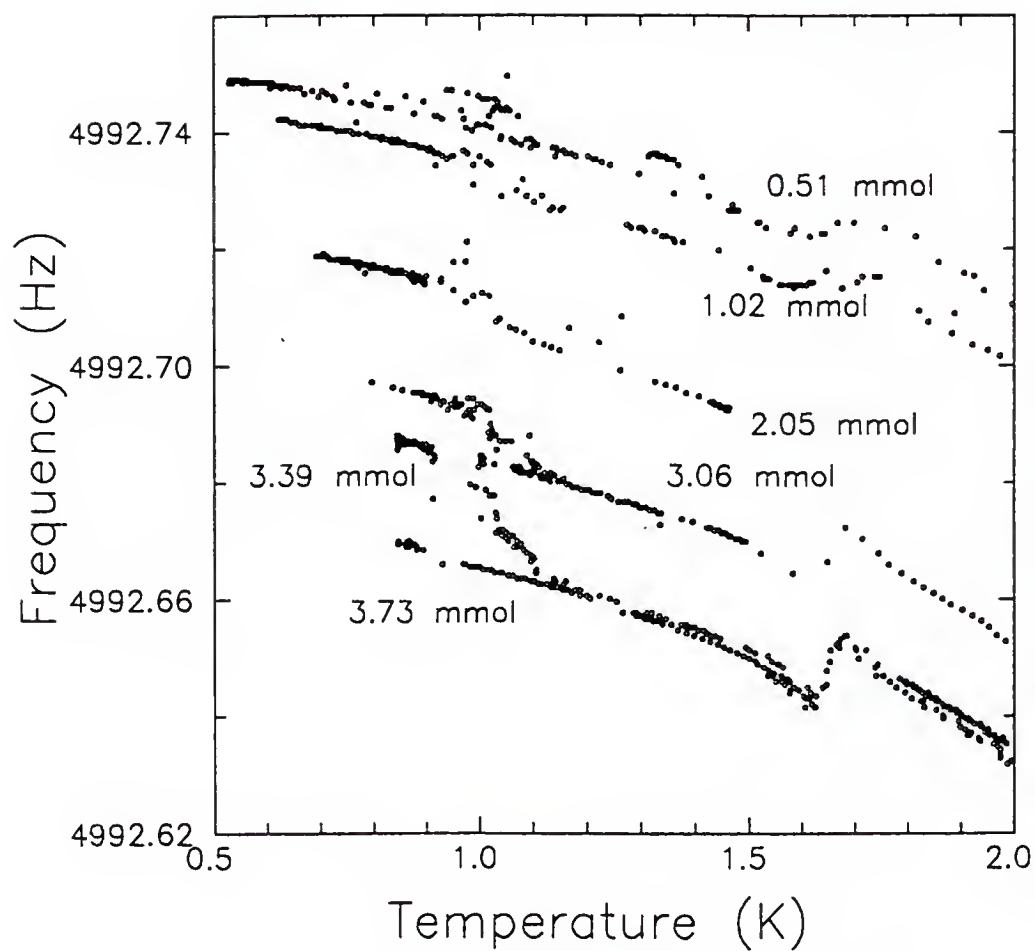 4992.74
4992.70
4992.66
4992.62
Frequency (Hz)
0.51 mmol
1.02 mmol
2.05 mmol
3.39 mmol
3.06 mmol
3.73 mmol
0.5
1.0
1.5
2.0
Temperature (K)